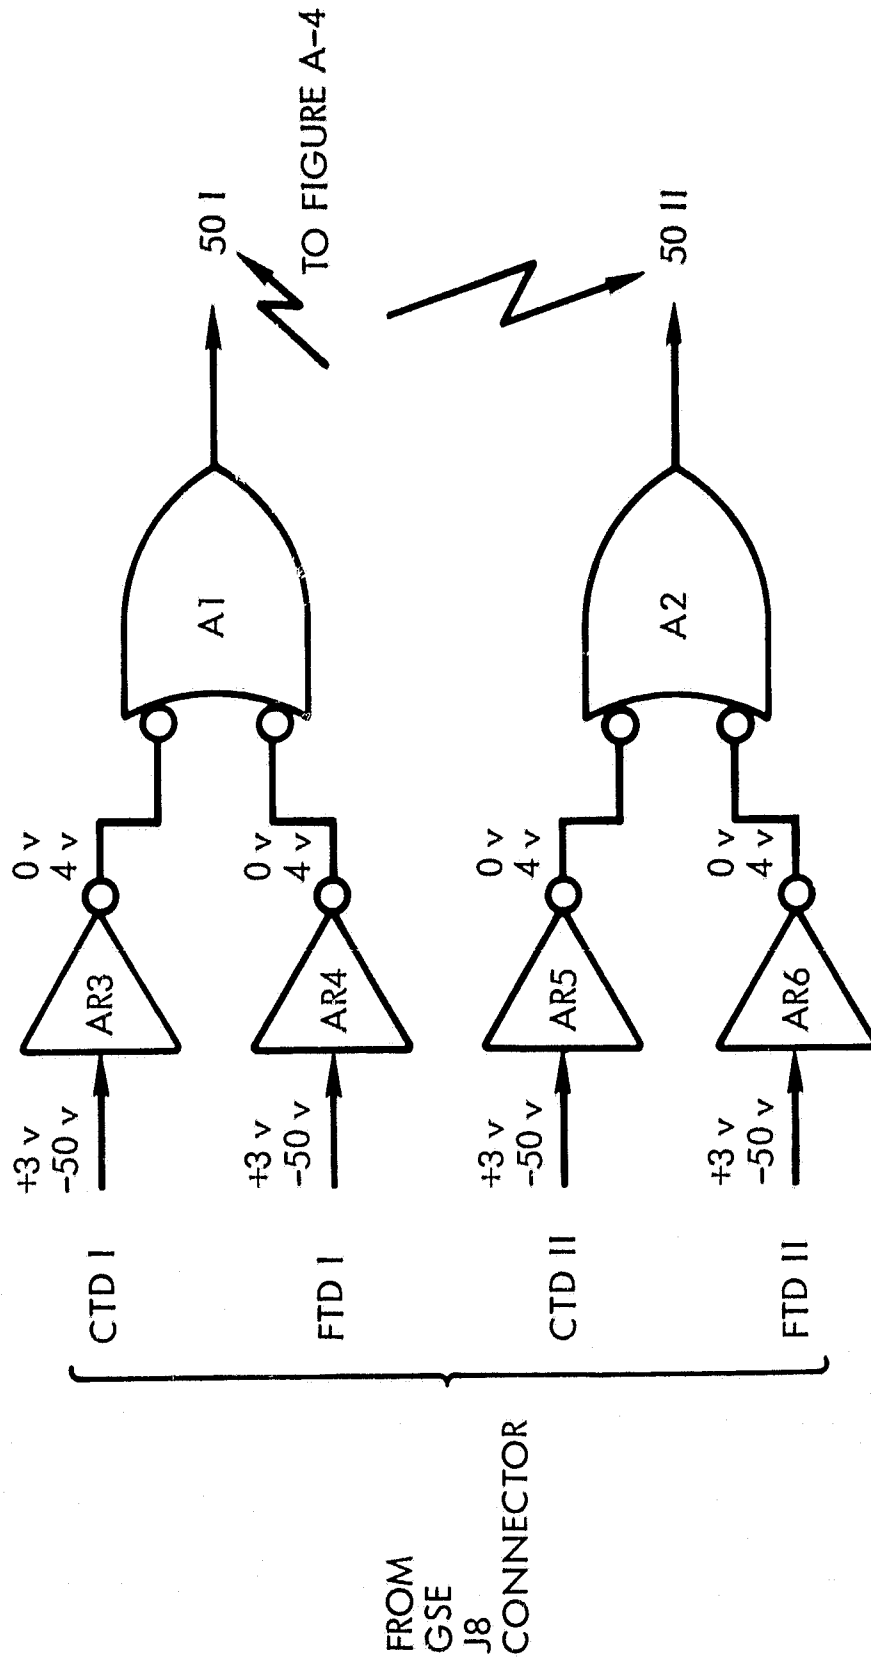 FROM
GSE
J8
CONNECTOR
CTD I
+3 v
-50 v
AR3
0 v
4 v
FTD I
+3 v
-50 v
AR4
0 v
4 v
A1
50 I
TO FIGURE A-4
CTD II
+3 v
-50 v
AR5
0 v
4 v
FTD II
+3 v
-50 v
AR6
0 v
4 v
A2
50 II